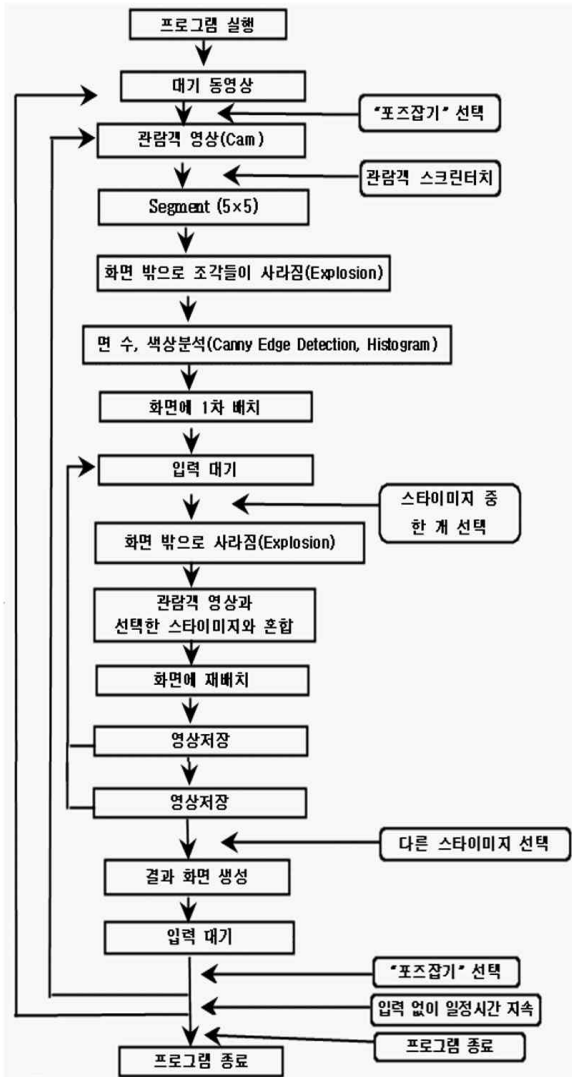 프로그램 실행
대기 동영상
"포즈잡기" 선택
관람객 영상(Cam)
관람객 스크린터치
Segment (5×5)
화면 밖으로 조각들이 사라짐(Explosion)
면 수, 색상분석(Canny Edge Detection, Histogram)
화면에 1차 배치
입력 대기
스타이미지 중
한 개 선택
화면 밖으로 사라짐(Explosion)
관람객 영상과
선택한 스타이미지와 혼합
화면에 재배치
영상저장
영상저장
다른 스타이미지 선택
결과 화면 생성
입력 대기
"포즈잡기" 선택
입력 없이 일정시간 지속
프로그램 종료
프로그램 종료